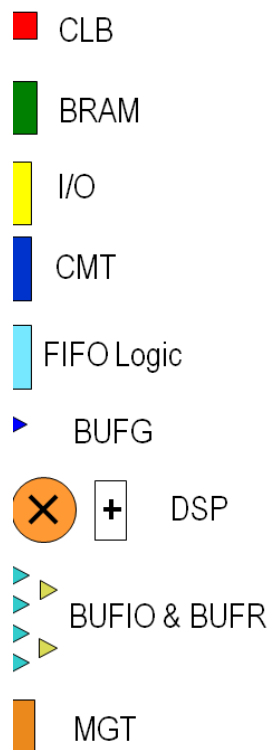 CLB
BRAM
I/O
CMT
FIFO Logic
BUFG
+ DSP
BUFIO & BUFR
MGT